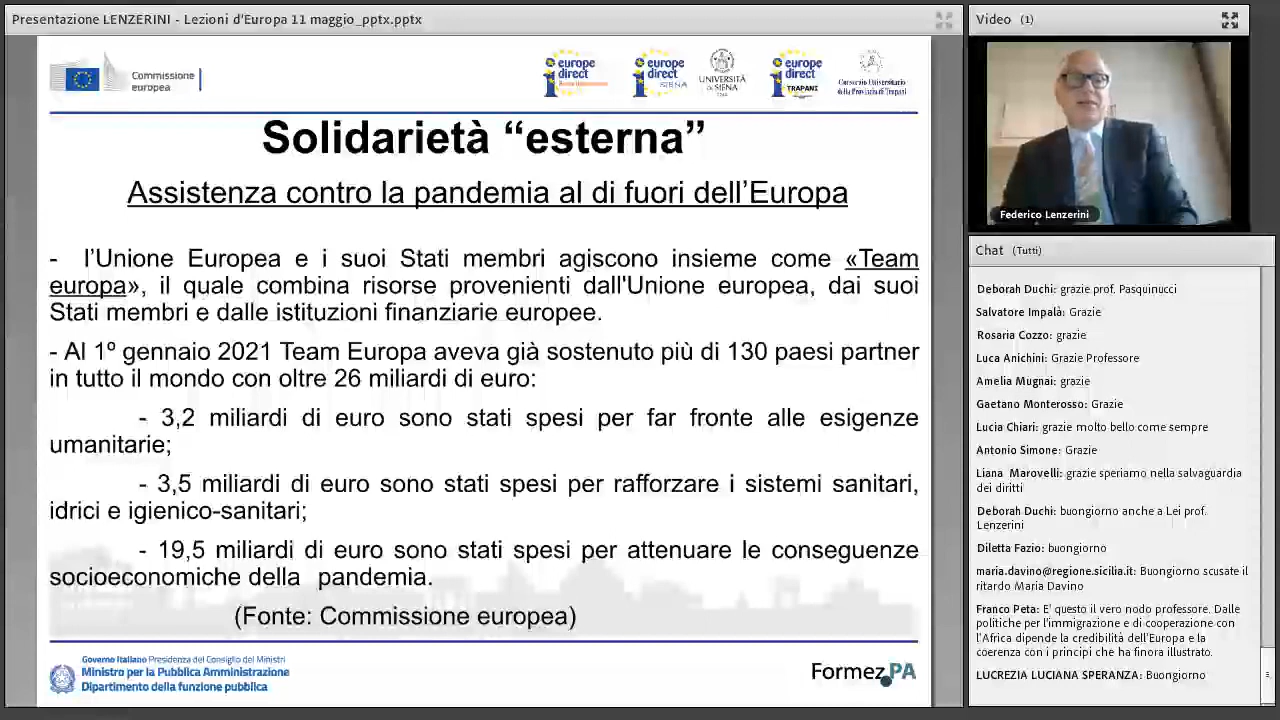 Presentazione LENZERINI - Lezioni d'Europa 11 maggio_pptx.pptx
Commissione
europea
europe
direct
europe
direct
SIENA
UNIVERSITÀ
DI SIENA
1240
europe
direct
TRAPANI
Consorzio Universitario
della Provincia di Trapani
Solidarietà “esterna”
Assistenza contro la pandemia al di fuori dell’Europa
- l’Unione Europea e i suoi Stati membri agiscono insieme come «Team
europa», il quale combina risorse provenienti dall'Unione europea, dai suoi
Stati membri e dalle istituzioni finanziarie europee.
- Al 1º gennaio 2021 Team Europa aveva già sostenuto più di 130 paesi partner
in tutto il mondo con oltre 26 miliardi di euro:
- 3,2 miliardi di euro sono stati spesi per far fronte alle esigenze
umanitarie;
- 3,5 miliardi di euro sono stati spesi per rafforzare i sistemi sanitari,
idrici e igienico-sanitari;
- 19,5 miliardi di euro sono stati spesi per attenuare le conseguenze
socioeconomiche della pandemia.
(Fonte: Commissione europea)
Governo Italiano Presidenza del Consiglio dei Ministri
Ministro per la Pubblica Amministrazione
Dipartimento della funzione pubblica
Formez PA
Video (1)
Federico Lenzerini
Chat (Tutti)
Deborah Duchi: grazie prof. Pasquinucci
Salvatore Impalà: Grazie
Rosaria Cozzo: grazie
Luca Anichini: Grazie Professore
Amelia Mugnai: grazie
Gaetano Monterosso: Grazie
Lucia Chiari: grazie molto bello come sempre
Antonio Simone: Grazie
Liana Marovelli: grazie speriamo nella salvaguardia
dei diritti
Deborah Duchi: buongiorno anche a Lei prof.
Lenzerini
Diletta Fazio: buongiorno
maria.davino@regione.sicilia.it: Buongiorno scusate il
ritardo Maria Davino
Franco Peta: E' questo il vero nodo professore. Dalle
politiche per l'immigrazione e di cooperazione con
l'Africa dipende la credibilità dell'Europa e la
coerenza con i principi che ha finora illustrato.
LUCREZIA LUCIANA SPERANZA: Buongiorno